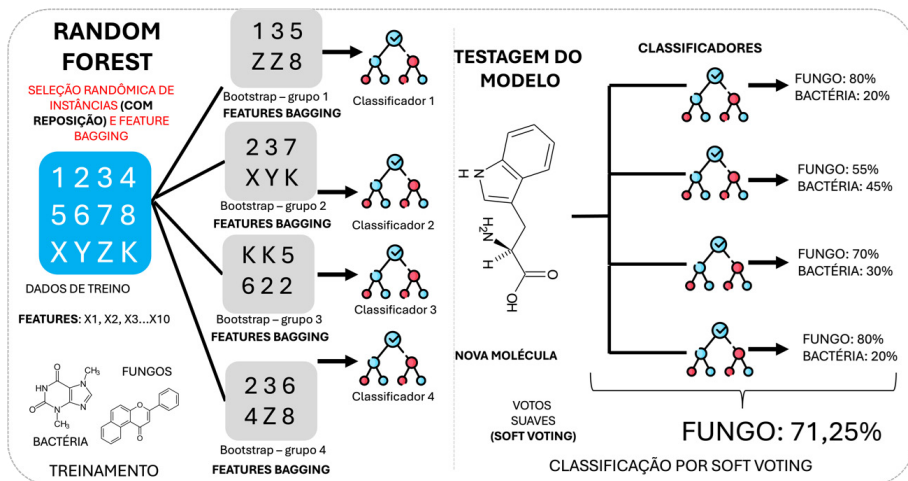 RANDOM
FOREST
SELEÇÃO RANDÔMICA DE
INSTÂNCIAS (COM
REPOSIÇÃO) E FEATURE
BAGGING
1 2 3 4
5 6 7 8
X Y Z K
DADOS DE TREINO
FEATURES: X1, X2, X3...X10
N
O
CH₃
HN
O
N
N
CH₃
BACTÉRIA
FUNGOS
O
O
TREINAMENTO
1 3 5
Z Z 8
Bootstrap – grupo 1
FEATURES BAGGING
Classificador 1
2 3 7
X Y K
Bootstrap – grupo 2
FEATURES BAGGING
Classificador 2
K K 5
6 2 2
Bootstrap – grupo 3
FEATURES BAGGING
Classificador 3
2 3 6
4 Z 8
Bootstrap – grupo 4
FEATURES BAGGING
Classificador 4
TESTAGEM DO
MODELO
N
H
H₂N
H
O
OH
NOVA MOLÉCULA
CLASSIFICADORES
FUNGO: 80%
BACTÉRIA: 20%
FUNGO: 55%
BACTÉRIA: 45%
FUNGO: 70%
BACTÉRIA: 30%
FUNGO: 80%
BACTÉRIA: 20%
VOTOS
SUAVES
(SOFT VOTING)
FUNGO: 71,25%
CLASSIFICAÇÃO POR SOFT VOTING